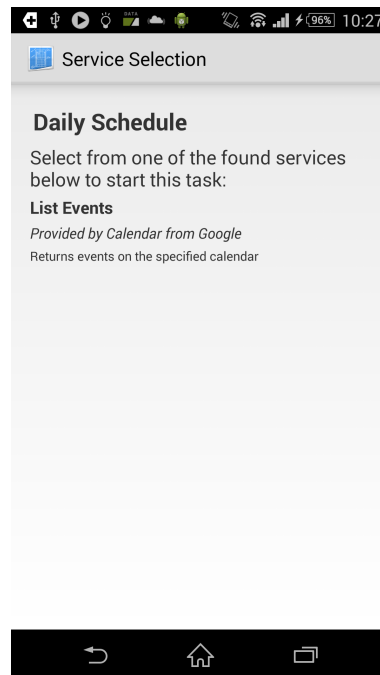 DATA
96%
10:27
Service Selection
Daily Schedule
Select from one of the found services
below to start this task:
List Events
Provided by Calendar from Google
Returns events on the specified calendar